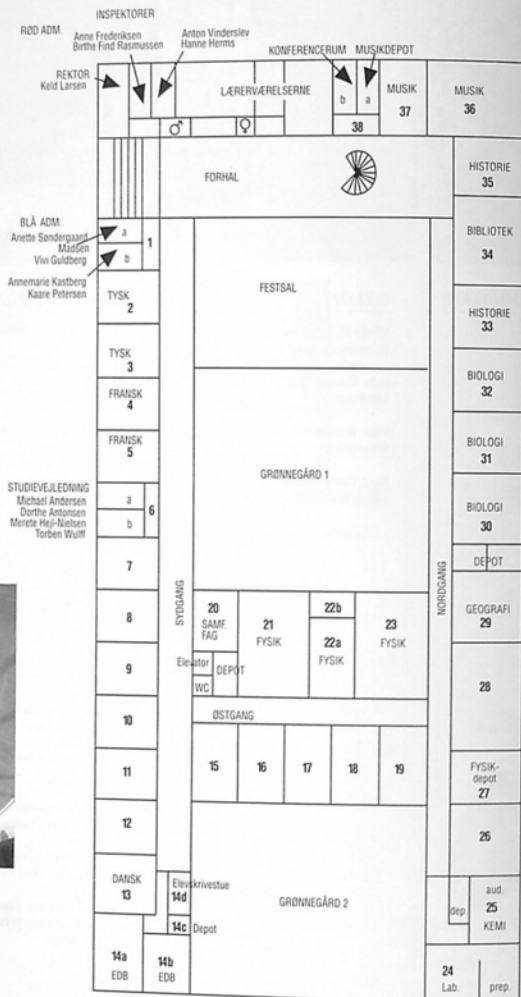 INSPEKTORER
RØD ADM.
Anne Frederiksen
Birthe Find Rasmussen
Anton Vinderslev
Hanne Herms
KONFERENCERUM
MUSIKDEPOT
REKTOR
Keld Larsen
LÆRERVÆRELSERNE
b
a
38
MUSIK
37
MUSIK
36
♂
♀
FORHAL
HISTORIE
35
BLÅ ADM.
Anette Søndergaard
Madsen
Vivi Guldberg
a
b
1
Annemarie Kastberg
Kaare Petersen
BIBLIOTEK
34
FESTSAL
TYSK
2
HISTORIE
33
TYSK
3
BIOLOGI
32
FRANSK
4
FRANSK
5
BIOLOGI
31
GRØNNEGÅRD 1
STUDIEVEJLEDNING
Michael Andersen
Dorthe Antonsen
Merete Hejl-Nielsen
Torben Wulff
a
b
6
BIOLOGI
30
7
DEPOT
SYDGANG
NORDGANG
8
20
SAMF.
FAG
21
FYSIK
22b
22a
FYSIK
23
FYSIK
GEOGRAFI
29
9
Elevator
DEPOT
WC
28
10
ØSTGANG
11
15
16
17
18
19
FYSIK-
depot
27
12
26
DANSK
13
Elevskrivestue
14d
14c Depot
GRØNNEGÅRD 2
dep.
aud.
25
KEMI
14a
EDB
14b
EDB
24
Lab.
prep.